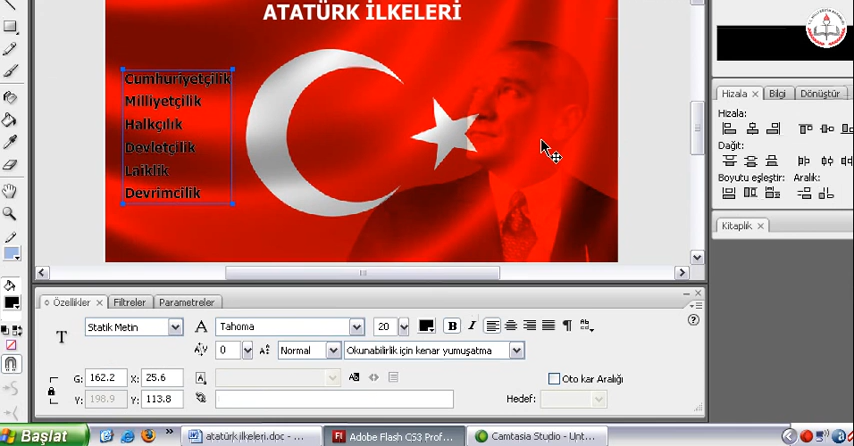 ATATÜRK İLKELERİ
Cumhuriyetçilik
Milliyetçilik
Halkçılık
Devletçilik
Laiklik
Devrimcilik
Hizala
Bilgi
Dönüştür
Hizala:
Dağıt:
Boyutu eşleştir:
Aralık:
Kitaplık
Özellikler
Filtreler
Parametreler
T
Statik Metin
A
Tahoma
20
B
I
0
Normal
Okunabilirlik için kenar yumuşatma
G: 162.2
X: 25.6
Y: 198.9
Y: 113.8
Oto kar Aralığı
Hedef:
Başlat
atatürk ilkeleri.doc - ...
Adobe Flash CS3 Prof...
Camtasia Studio - Unt...